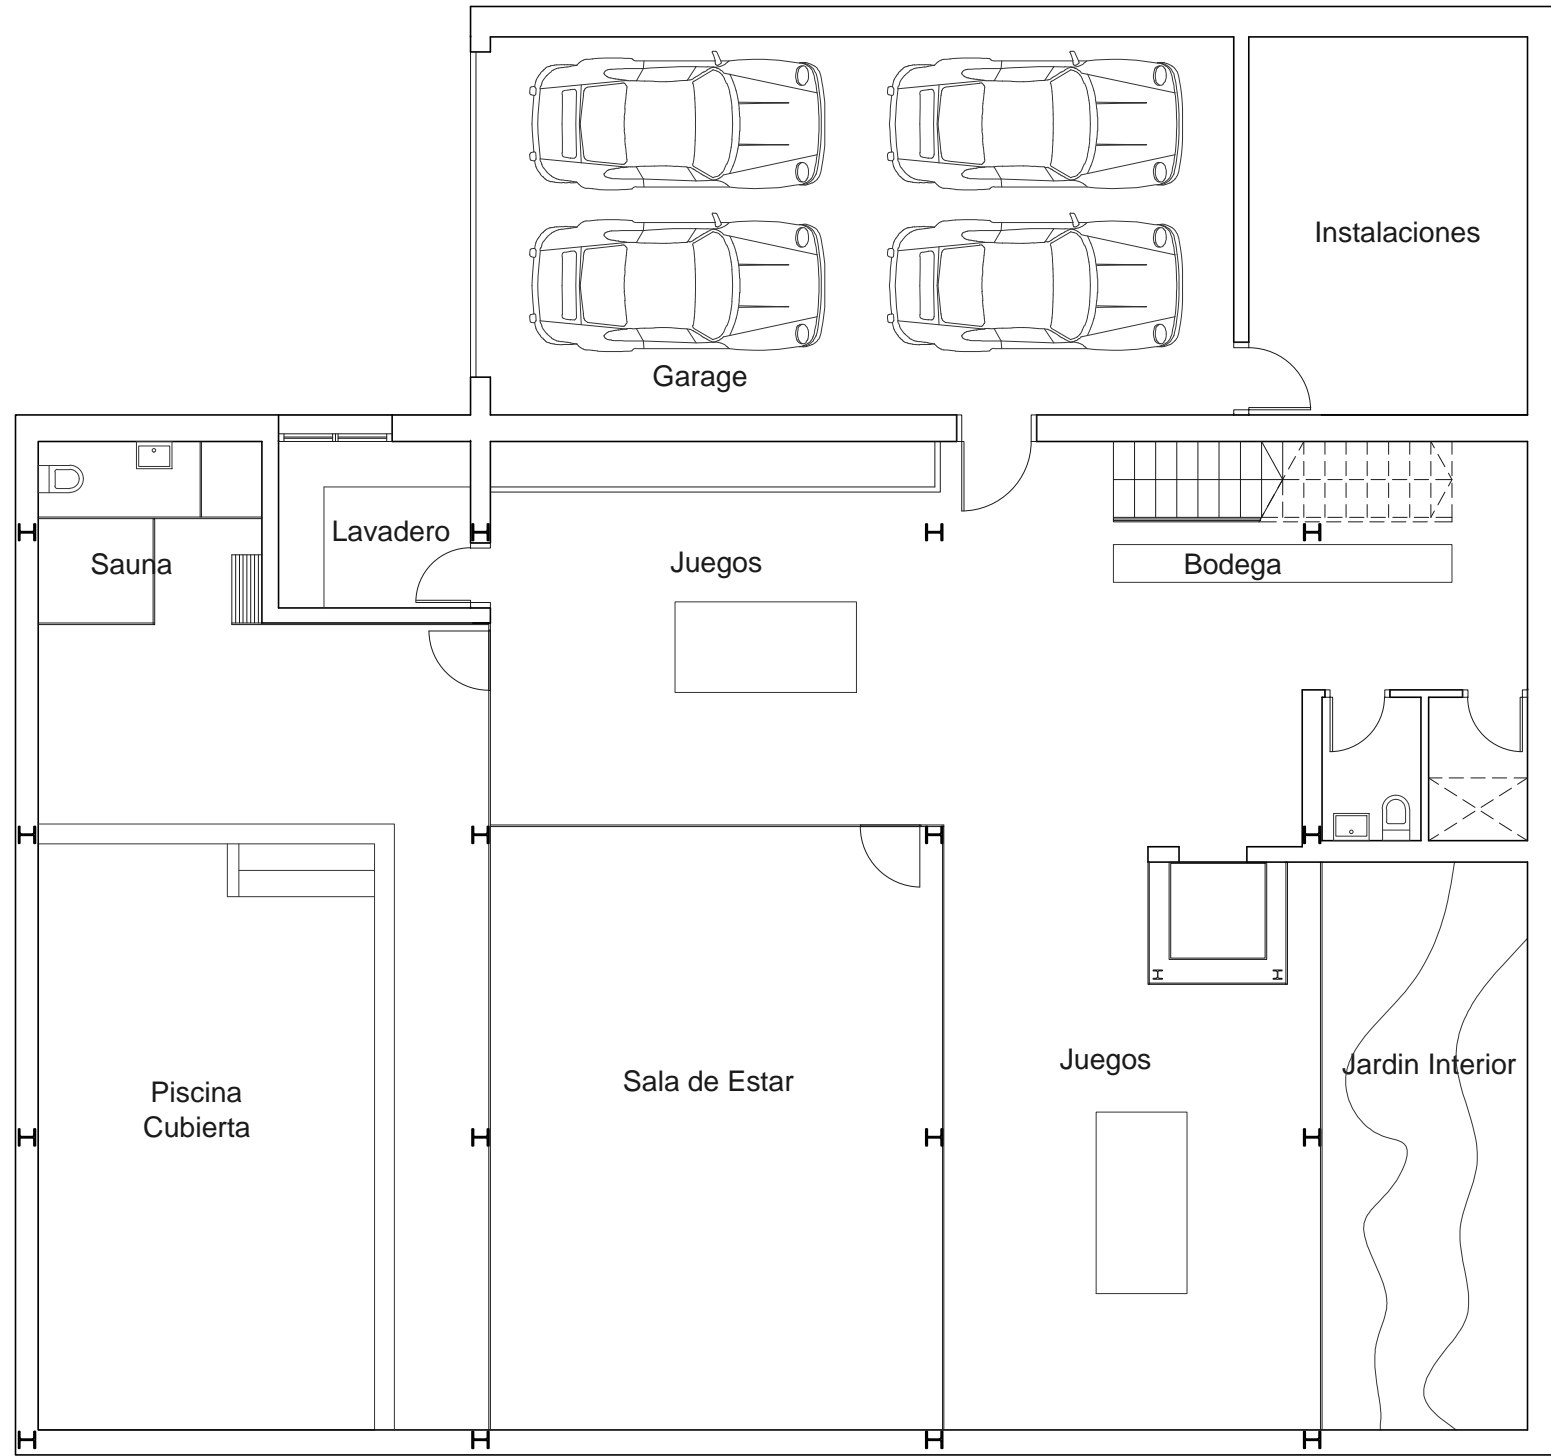 Instalaciones
Garage
Lavadero
Sauna
Juegos
Bodega
Juegos
Jardin Interior
Sala de Estar
Piscina
Cubierta